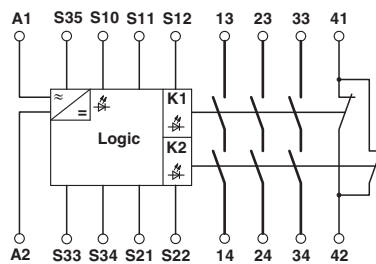 A1 S35 S10 S11 S12 13 23 33 41
≈
=
K1
Logic
K2
A2 S33 S34 S21 S22 14 24 34 42